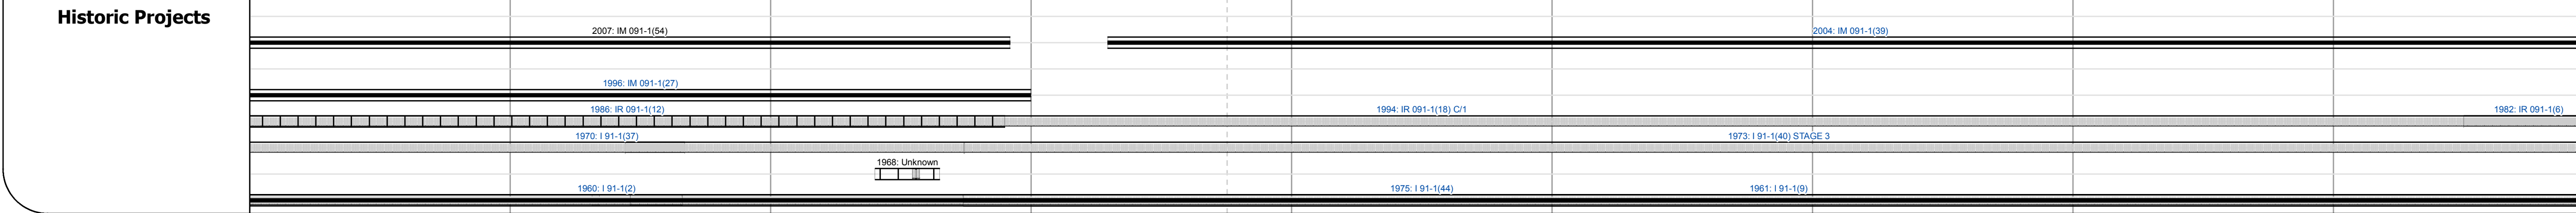 Historic Projects
2007: IM 091-1(54)
2004: IM 091-1(39)
1996: IM 091-1(27)
1986: IR 091-1(12)
1994: IR 091-1(18) C/1
1982: IR 091-1(6)
1970: I 91-1(37)
1973: I 91-1(40) STAGE 3
1968: Unknown
1960: I 91-1(2)
1975: I 91-1(44)
1961: I 91-1(9)